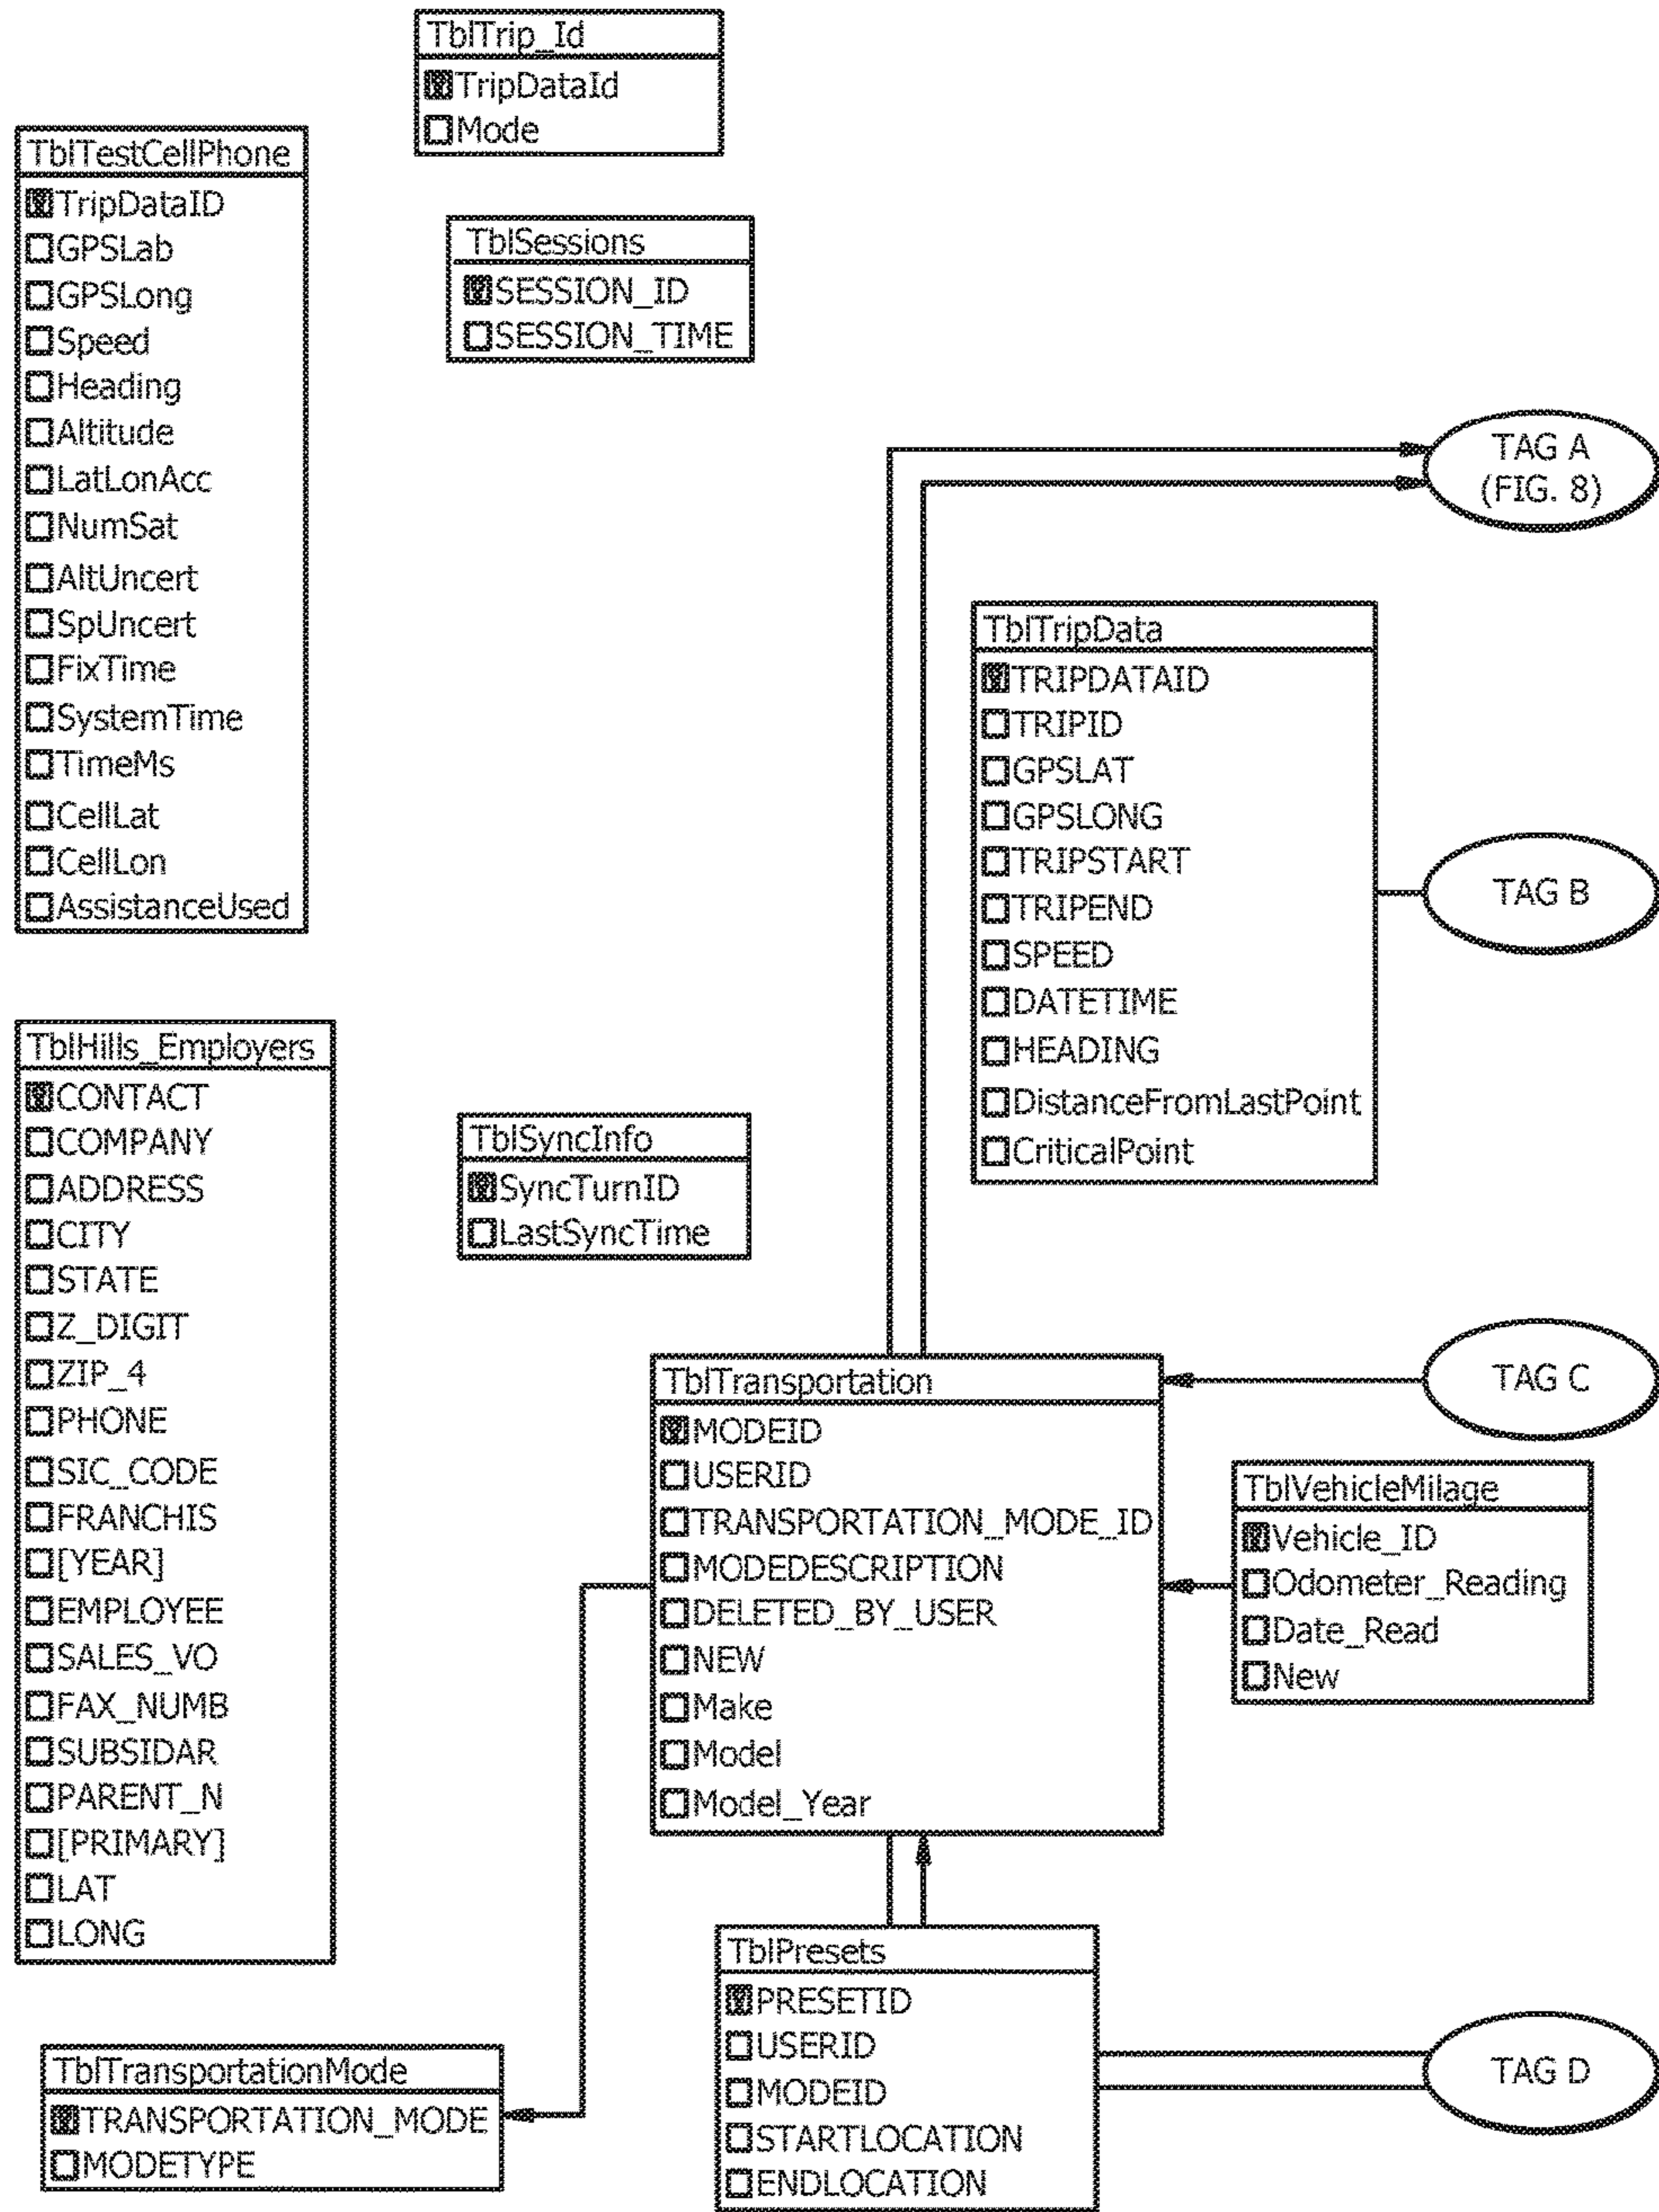 TblTrip_Id
TripDataId
Mode
TblTestCellPhone
TripDataID
GPSLab
GPSLong
Speed
Heading
Altitude
LatLonAcc
NumSat
AltUncert
SpUncert
FixTime
SystemTime
TimeMs
CellLat
CellLon
AssistanceUsed
TblSessions
SESSION_ID
SESSION_TIME
TAG A
(FIG. 8)
TblTripData
TRIPDATAID
TRIPID
GPSLAT
GPSLONG
TRIPSTART
TRIPEND
SPEED
DATETIME
HEADING
DistanceFromLastPoint
CriticalPoint
TAG B
TblHills_Employers
CONTACT
COMPANY
ADDRESS
CITY
STATE
Z_DIGIT
ZIP_4
PHONE
SIC_CODE
FRANCHIS
[YEAR]
EMPLOYEE
SALES_VO
FAX_NUMB
SUBSIDAR
PARENT_N
[PRIMARY]
LAT
LONG
TblSyncInfo
SyncTurnID
LastSyncTime
TblTransportation
MODEID
USERID
TRANSPORTATION_MODE_ID
MODEDESCRIPTION
DELETED_BY_USER
NEW
Make
Model
Model_Year
TAG C
TblVehicleMilage
Vehicle_ID
Odometer_Reading
Date_Read
New
TblPresets
PRESETID
USERID
MODEID
STARTLOCATION
ENDLOCATION
TAG D
TblTransportationMode
TRANSPORTATION_MODE
MODETYPE